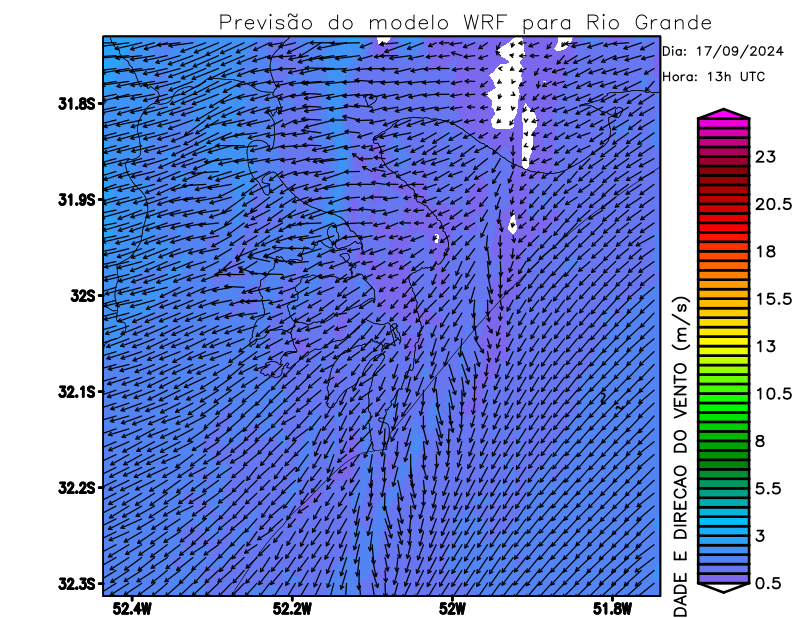 Previsão do modelo WRF para Rio Grande
Dia: 17/09/2024
Hora: 13h UTC
31.8S
31.9S
32S
32.1S
32.2S
32.3S
52.4W
52.2W
52W
51.8W
23
20.5
18
15.5
13
10.5
8
5.5
3
0.5
DADE E DIRECAO DO VENTO (m/s)